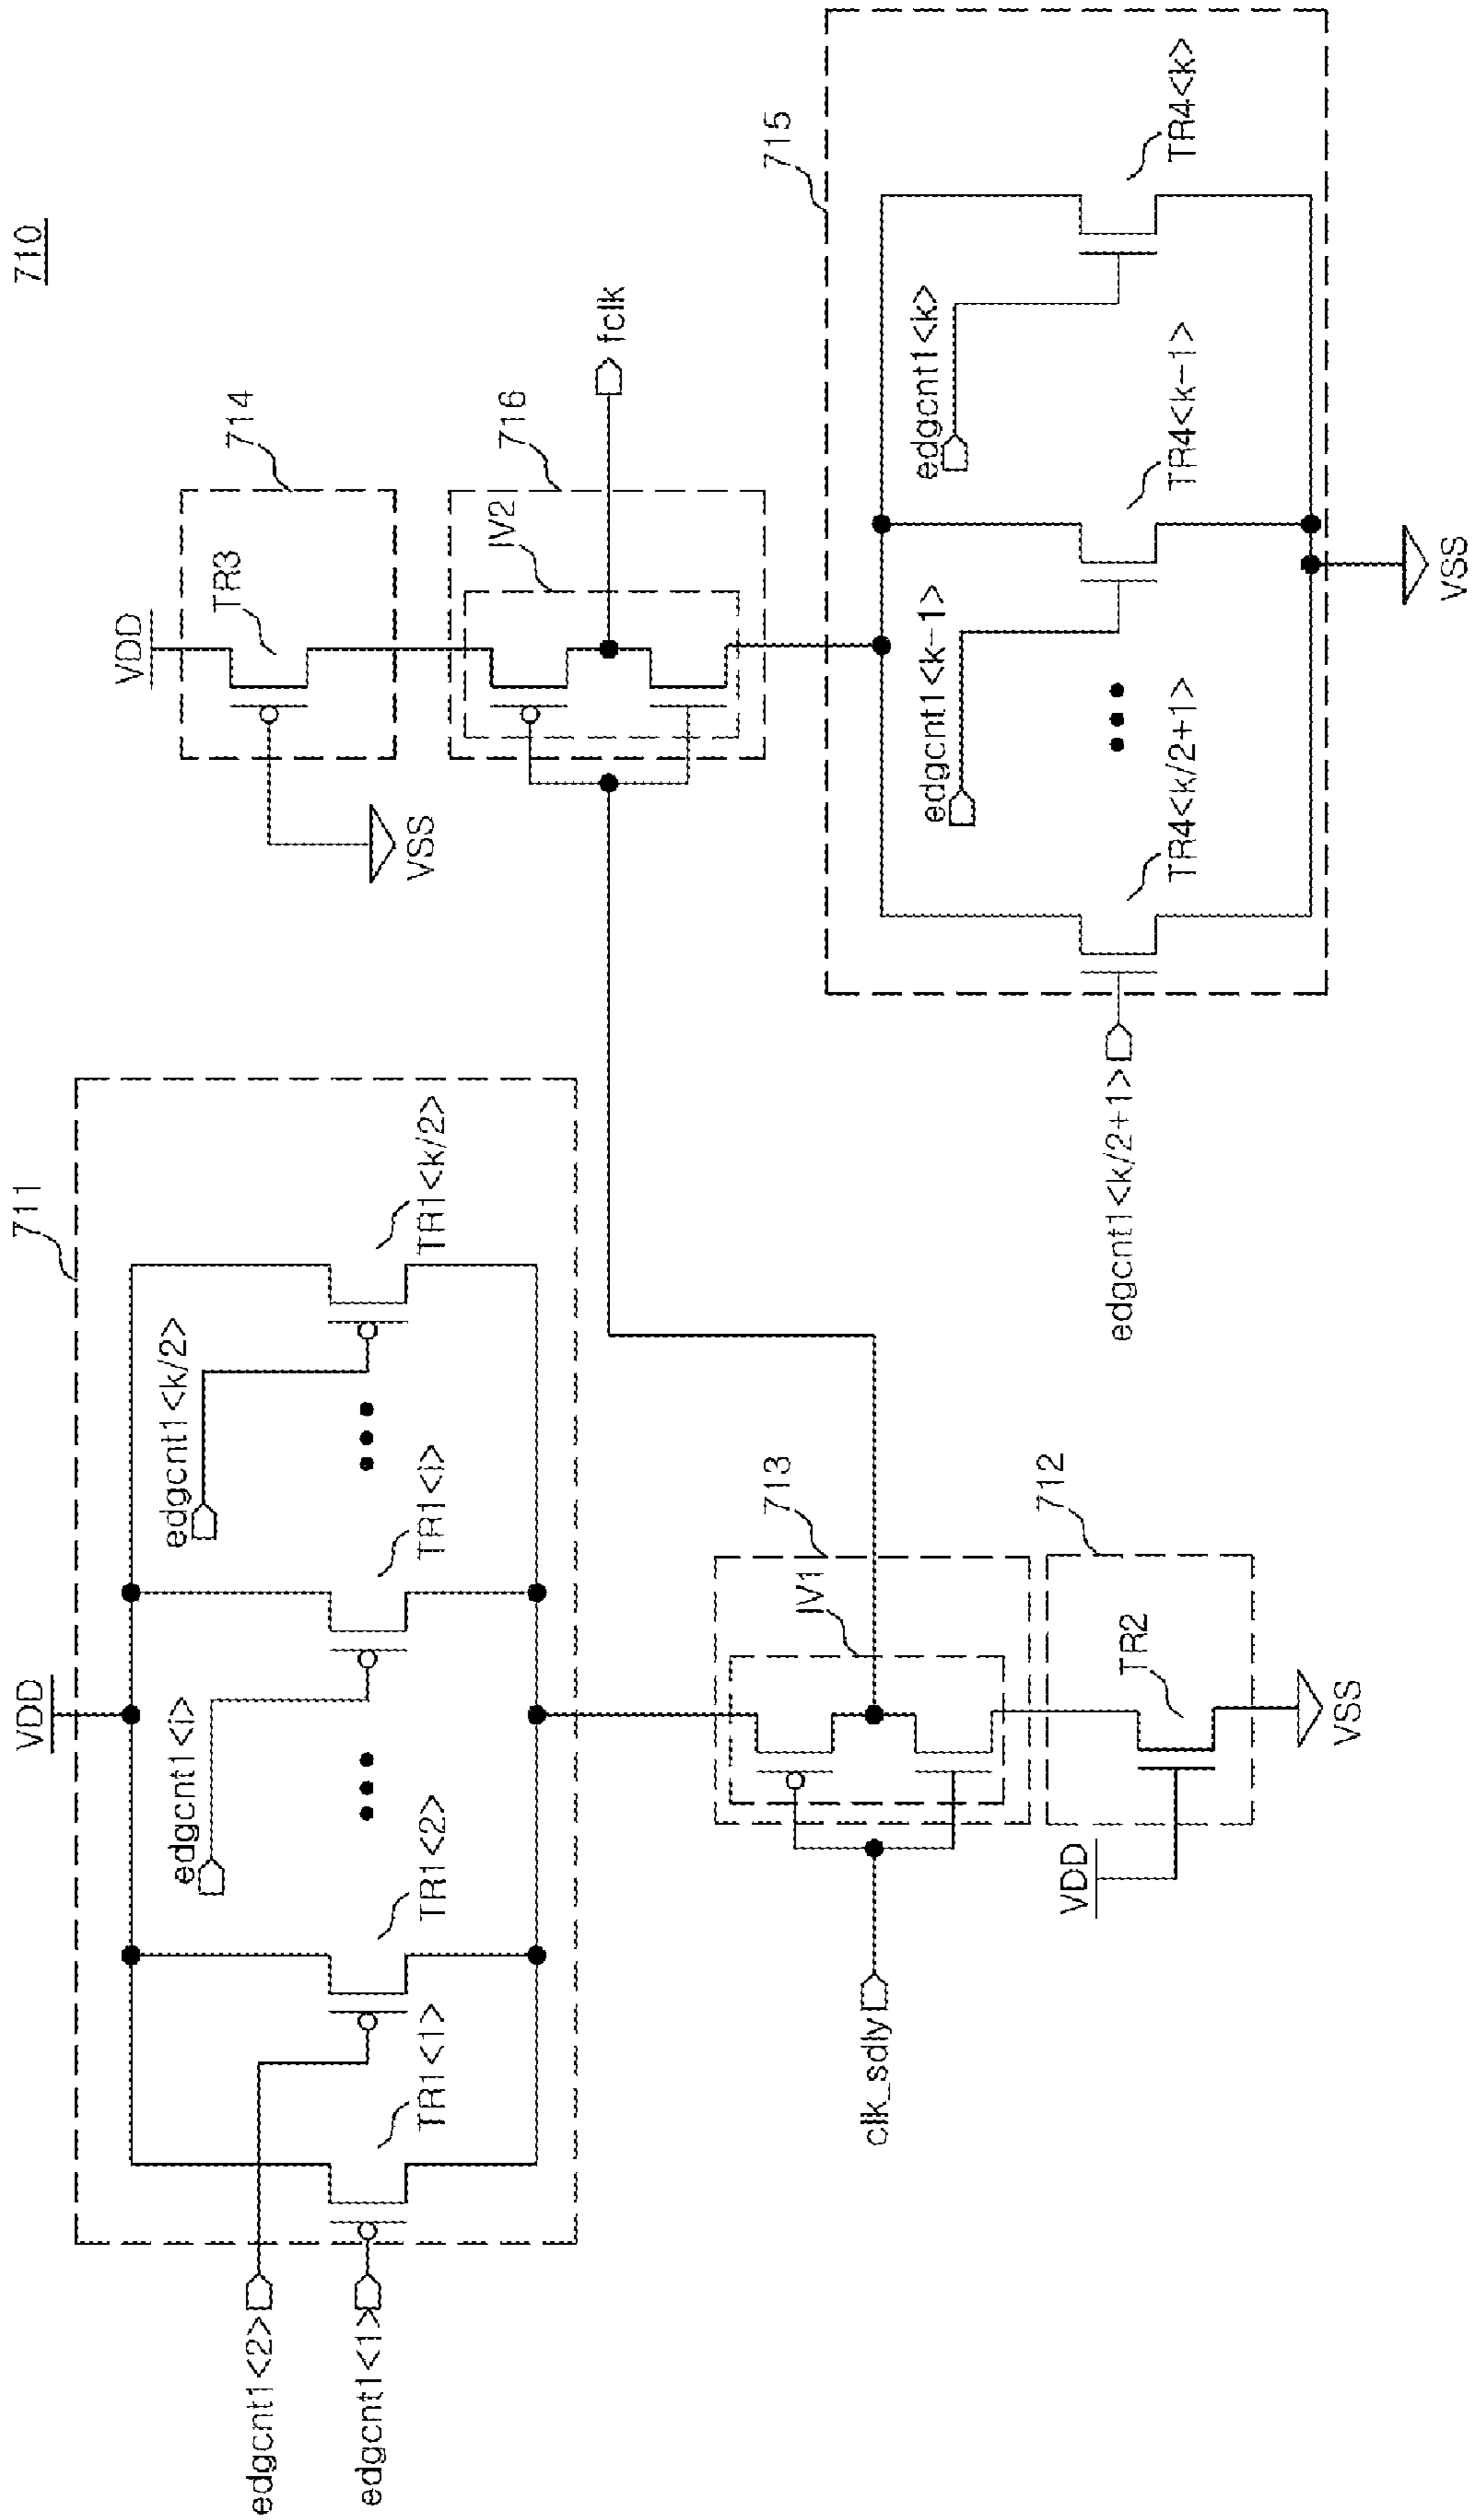 710
711
VDD
edgcnt1<2>
edgcnt1<1>
TR1<1>
TR1<2>
edgcnt1<i>
TR1<i>
edgcnt1<k/2>
TR1<k/2>
clk_sdly
713
IV1
712
VDD
TR2
VSS
714
VDD
TR3
VSS
716
IV2
fclk
715
edgcnt1<k/2+1>
TR4<k/2+1>
edgcnt1<k-1>
TR4<k-1>
edgcnt1<k>
TR4<k>
VSS